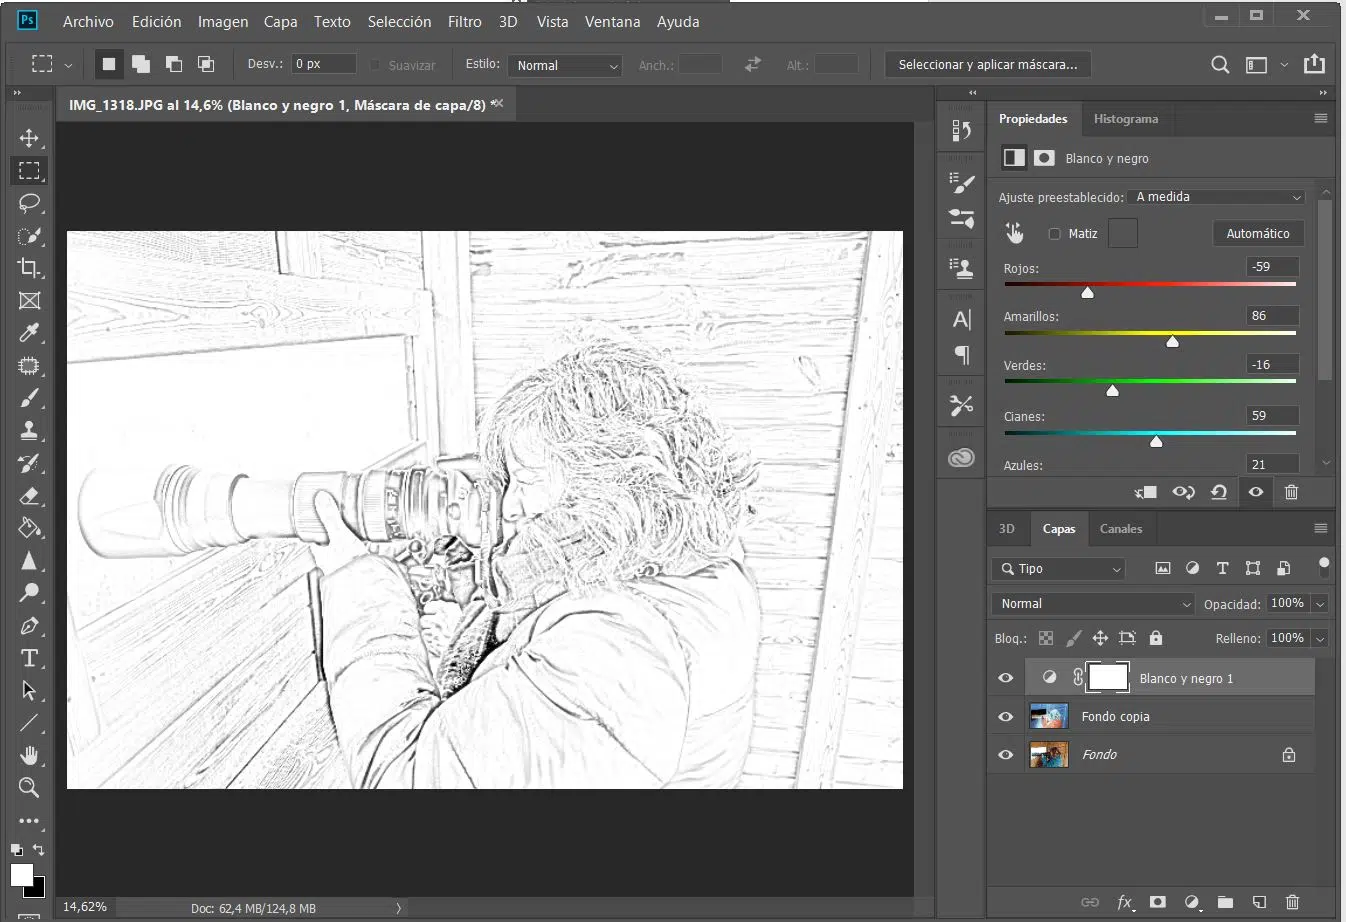 Ps Archivo Edición Imagen Capa Texto Selección Filtro 3D Vista Ventana Ayuda
Desv.: 0 px Suavizar Estilo: Normal Anch.: Alt.: Seleccionar y aplicar máscara...
IMG_1318.JPG al 14,6% (Blanco y negro 1, Máscara de capa/8) *
Propiedades Histograma
Blanco y negro
Ajuste preestablecido: A medida
Matiz Automático
Rojos: -59
Amarillos: 86
Verdes: -16
Cianes: 59
Azules: 21
3D Capas Canales
Tipo
Normal Opacidad: 100%
Bloq.: Relleno: 100%
Blanco y negro 1
Fondo copia
Fondo
fx
14,62% Doc: 62,4 MB/124,8 MB